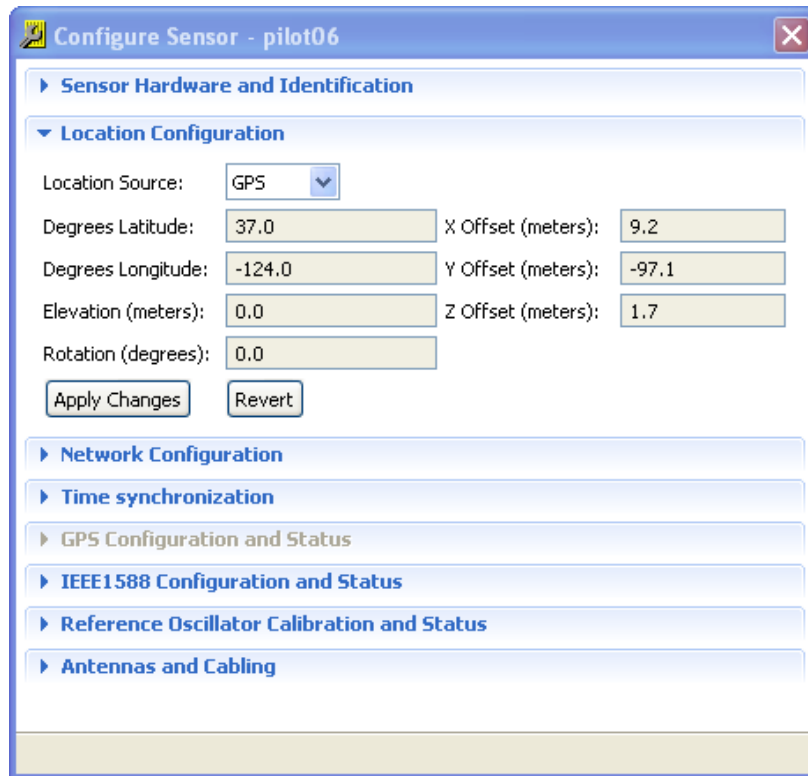 Configure Sensor - pilot06
Sensor Hardware and Identification
Location Configuration
Location Source: GPS
Degrees Latitude: 37.0 X Offset (meters): 9.2
Degrees Longitude: -124.0 Y Offset (meters): -97.1
Elevation (meters): 0.0 Z Offset (meters): 1.7
Rotation (degrees): 0.0
Apply Changes Revert
Network Configuration
Time synchronization
GPS Configuration and Status
IEEE1588 Configuration and Status
Reference Oscillator Calibration and Status
Antennas and Cabling